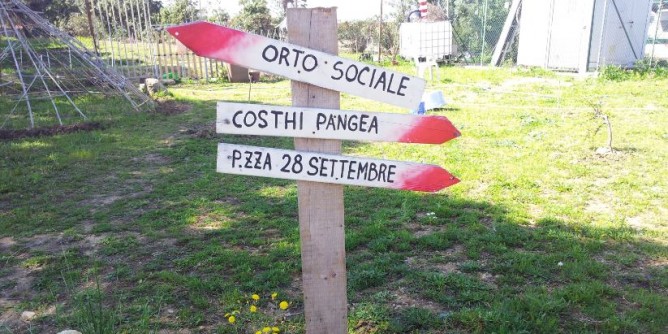 ORTO SOCIALE
COSTHI PANGEA
P.ZZA 28 SETTEMBRE